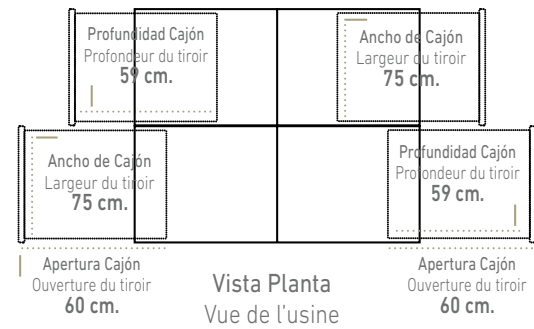 Profundidad Cajón
Profondeur du tiroir
59 cm.
Ancho de Cajón
Largeur du tiroir
75 cm.
Ancho de Cajón
Largeur du tiroir
75 cm.
Profundidad Cajón
Profondeur du tiroir
59 cm.
Apertura Cajón
Ouverture du tiroir
60 cm.
Vista Planta
Vue de l'usine
Apertura Cajón
Ouverture du tiroir
60 cm.